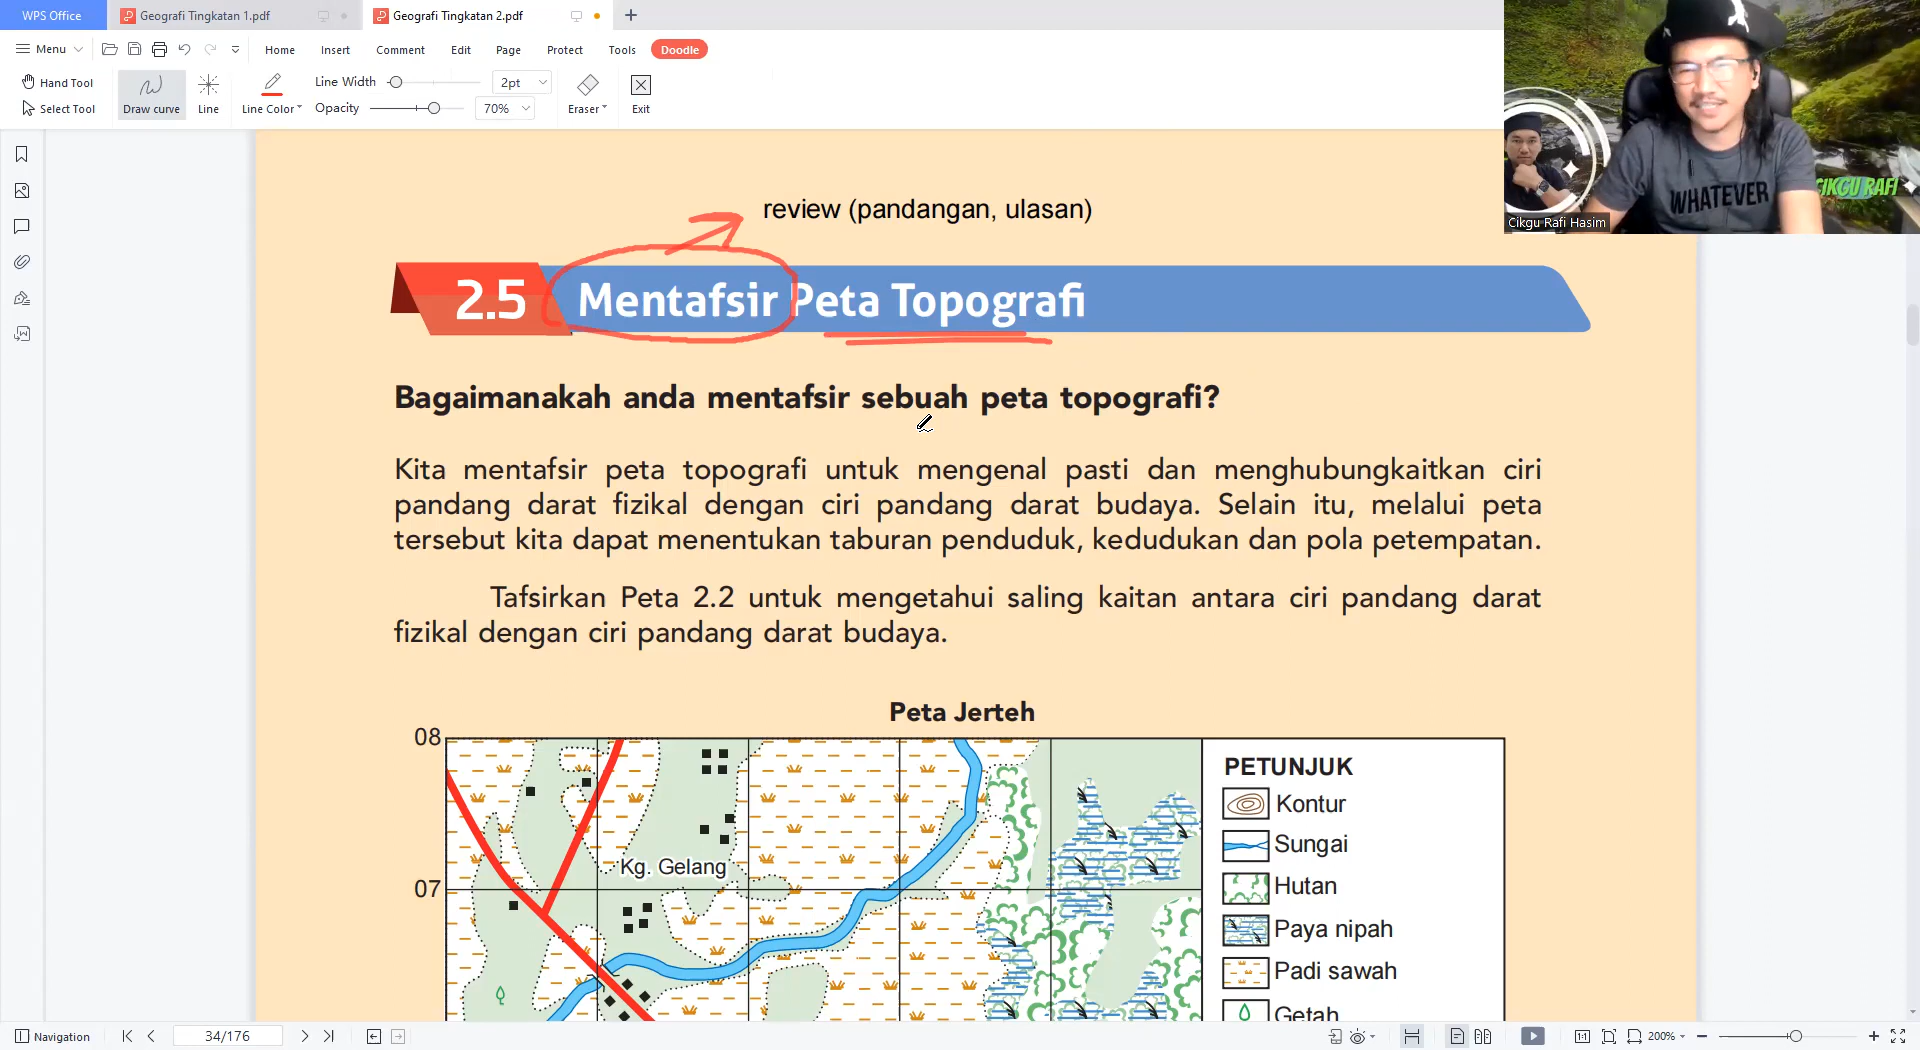 WPS Office
Geografi Tingkatan 1.pdf
Geografi Tingkatan 2.pdf
Menu
Home
Insert
Comment
Edit
Page
Protect
Tools
Doodle
Hand Tool
Select Tool
Draw curve
Line
Line Color
Line Width
2pt
Opacity
70%
Eraser
Exit
WHATEVER
CIKGU RAFI
Cikgu Rafi Hasim
review (pandangan, ulasan)
2.5 Mentafsir Peta Topografi
Bagaimanakah anda mentafsir sebuah peta topografi?
Kita mentafsir peta topografi untuk mengenal pasti dan menghubungkaitkan ciri
pandang darat fizikal dengan ciri pandang darat budaya. Selain itu, melalui peta
tersebut kita dapat menentukan taburan penduduk, kedudukan dan pola petempatan.
Tafsirkan Peta 2.2 untuk mengetahui saling kaitan antara ciri pandang darat
fizikal dengan ciri pandang darat budaya.
Peta Jerteh
08
07
Kg. Gelang
PETUNJUK
Kontur
Sungai
Hutan
Paya nipah
Padi sawah
Getah
Navigation
34/176
1:1
200%